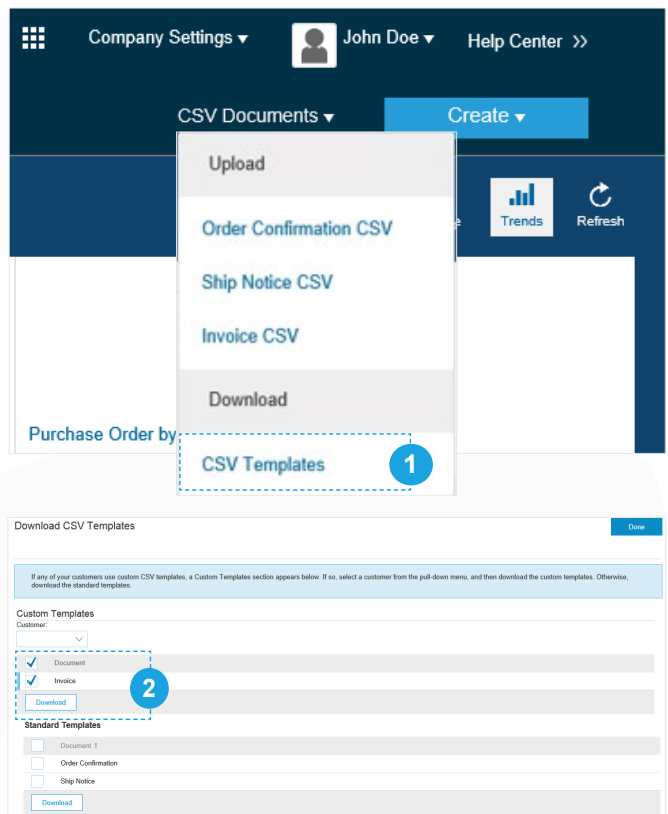 Company Settings ▾
John Doe ▾
Help Center >>
CSV Documents ▾
Create ▾
Upload
Order Confirmation CSV
Ship Notice CSV
Invoice CSV
Download
CSV Templates
1
Trends
Refresh
Purchase Order by
Download CSV Templates
Done
If any of your customers use custom CSV templates, a Custom Templates section appears below. If so, select a customer from the pull-down menu, and then download the custom templates. Otherwise,
download the standard templates.
Custom Templates
Customer:
Document
Invoice
2
Download
Standard Templates
Document ↑
Order Confirmation
Ship Notice
Download